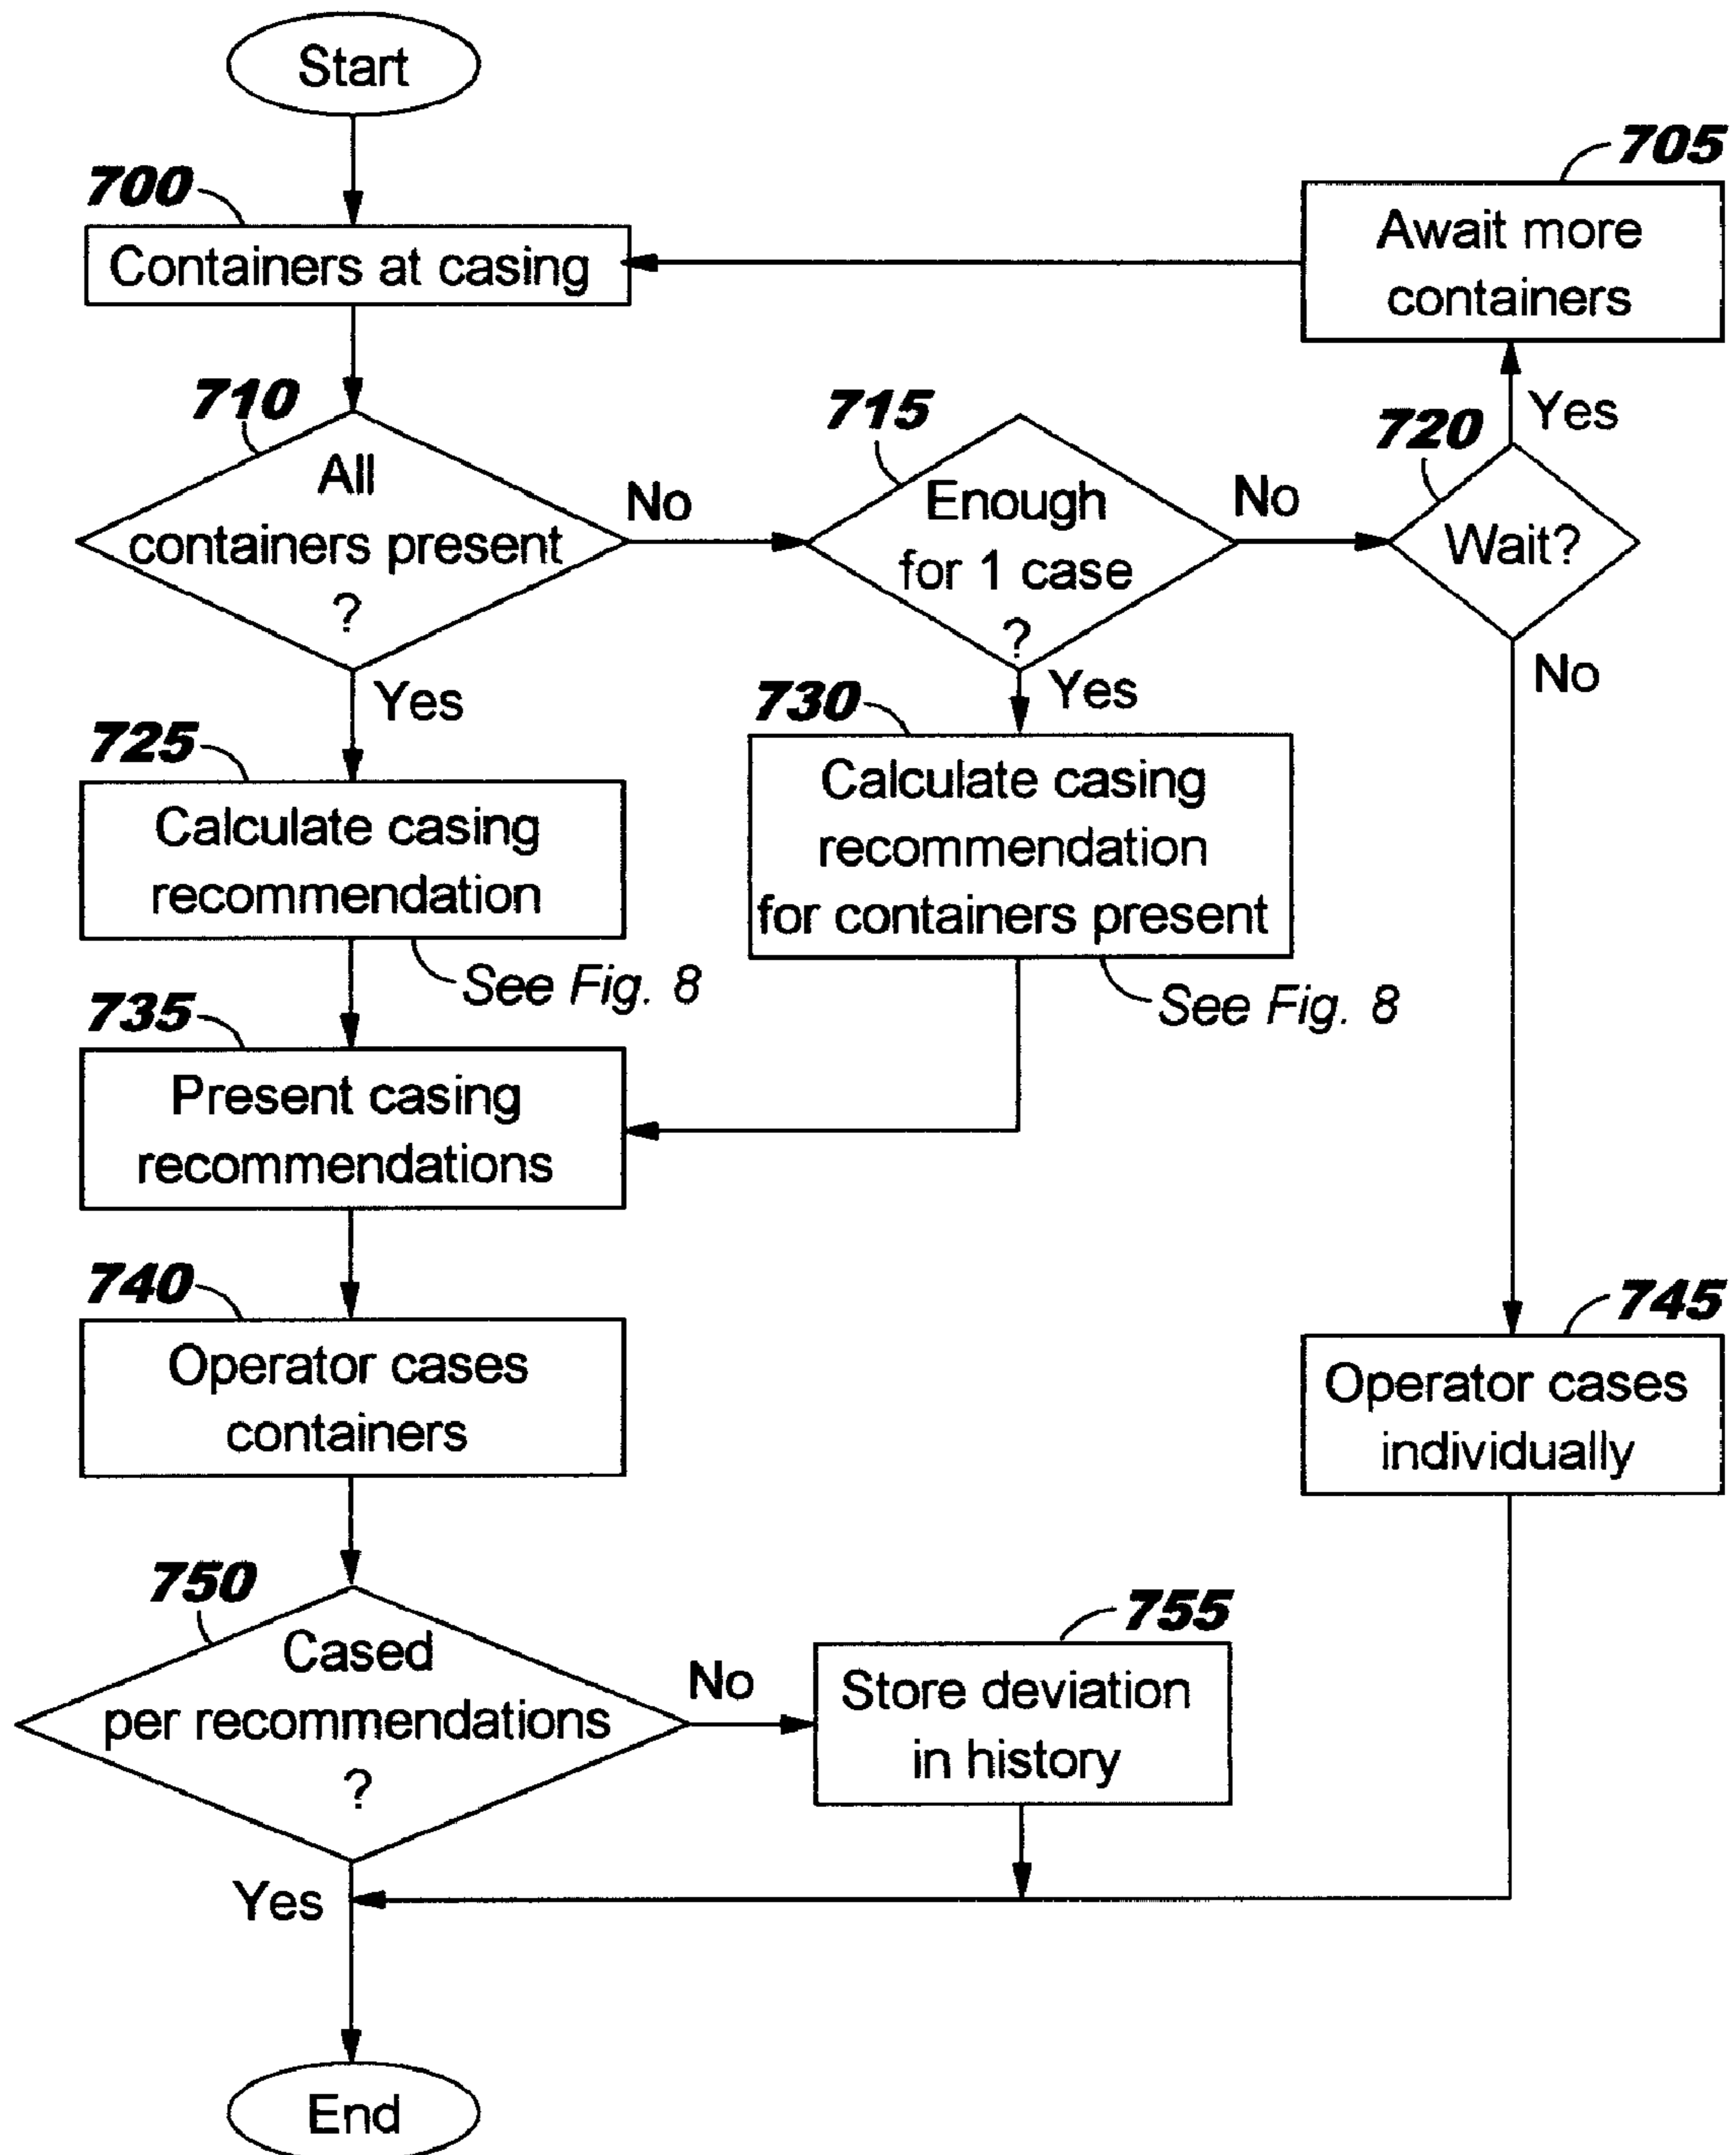 Start
700
Containers at casing
705
Await more
containers
710
All
containers present
?
No
715
Enough
for 1 case
?
No
720
Wait?
Yes
No
Yes
725
Calculate casing
recommendation
See Fig. 8
Yes
730
Calculate casing
recommendation
for containers present
See Fig. 8
735
Present casing
recommendations
740
Operator cases
containers
745
Operator cases
individually
750
Cased
per recommendations
?
No
755
Store deviation
in history
Yes
End